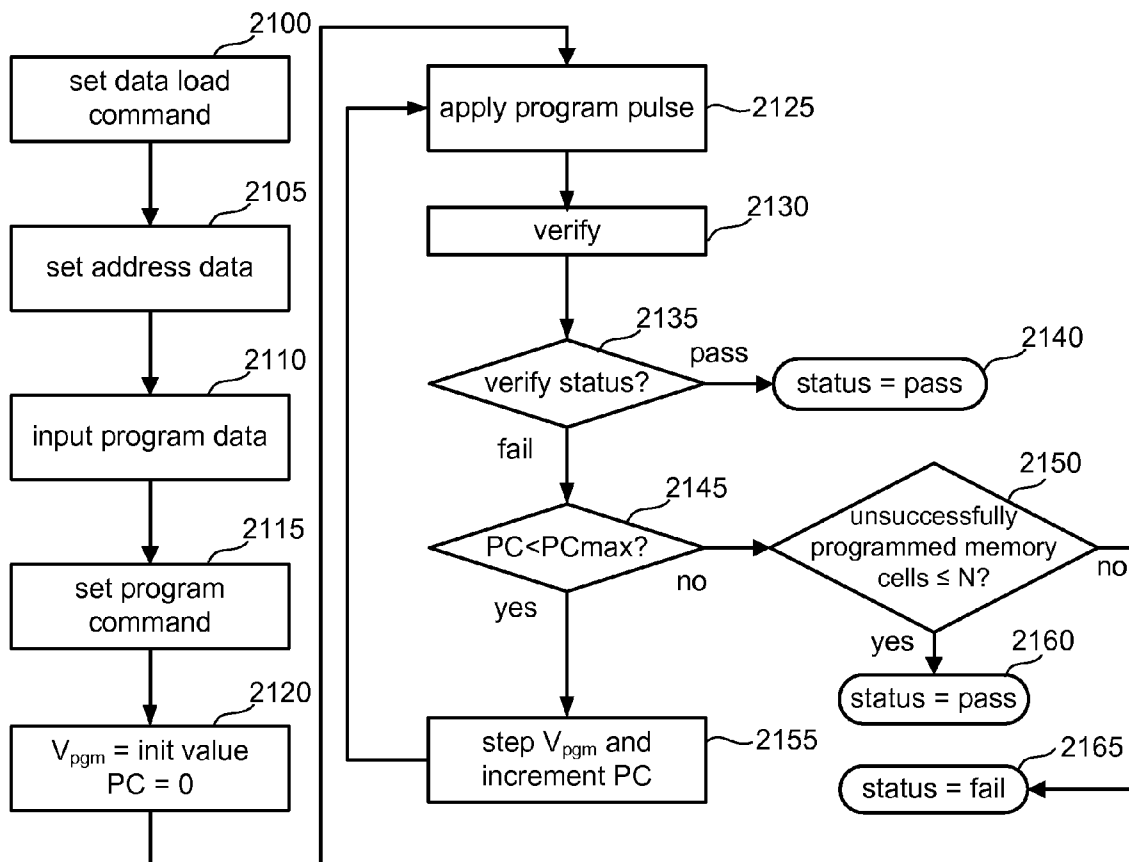 2100
set data load
command
2105
set address data
2110
input program data
2115
set program
command
2120
Vpgm = init value
PC = 0
apply program pulse
2125
verify
2130
2135
verify status?
pass
2140
status = pass
fail
2145
PC<PCmax?
no
yes
2150
unsuccessfully
programmed memory
cells ≤ N?
no
yes
2160
status = pass
step Vpgm and
increment PC
2155
2165
status = fail